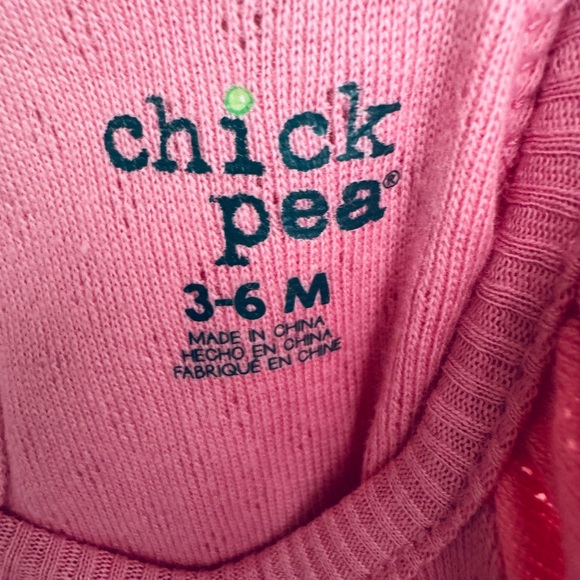 chick
pea®
3-6 M
MADE IN CHINA
HECHO EN CHINA
FABRIQUÉ EN CHINE